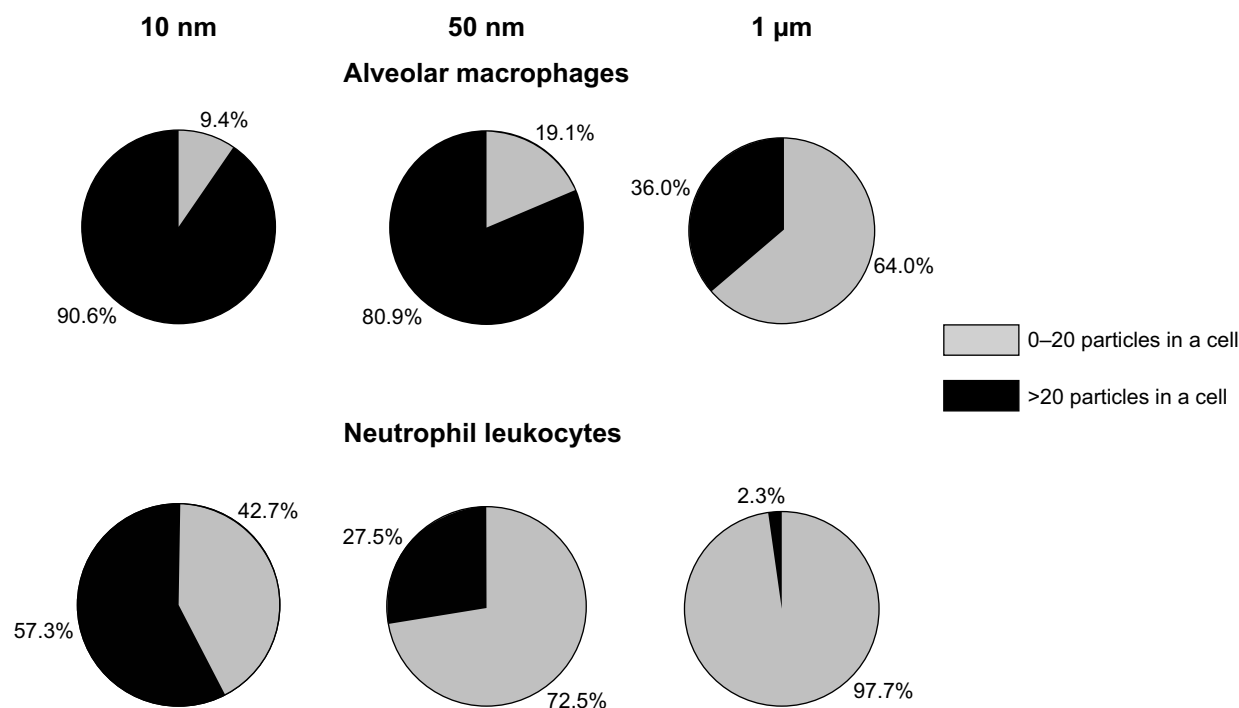 10 nm 50 nm 1 µm
Alveolar macrophages
9.4%
19.1%
36.0%
64.0%
90.6%
80.9%
0–20 particles in a cell
>20 particles in a cell
Neutrophil leukocytes
2.3%
42.7%
27.5%
57.3%
72.5%
97.7%